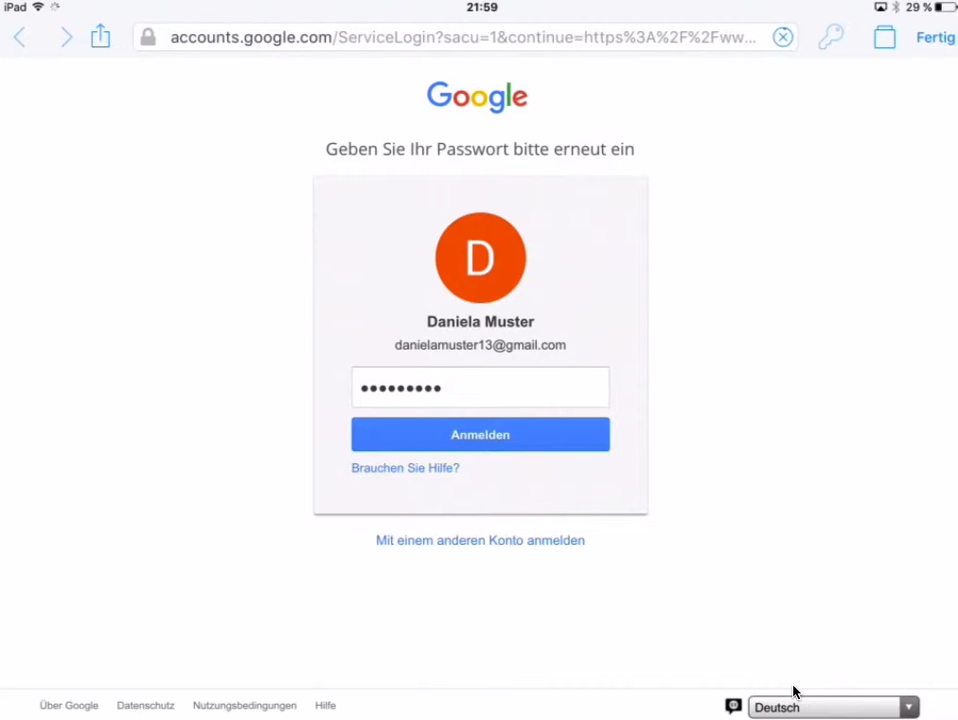 iPad 21:59 29 %
accounts.google.com/ServiceLogin?sacu=1&continue=https%3A%2F%2Fww... Fertig
Google
Geben Sie Ihr Passwort bitte erneut ein
D
Daniela Muster
danielamuster13@gmail.com
•••••••••
Anmelden
Brauchen Sie Hilfe?
Mit einem anderen Konto anmelden
Über Google Datenschutz Nutzungsbedingungen Hilfe Deutsch